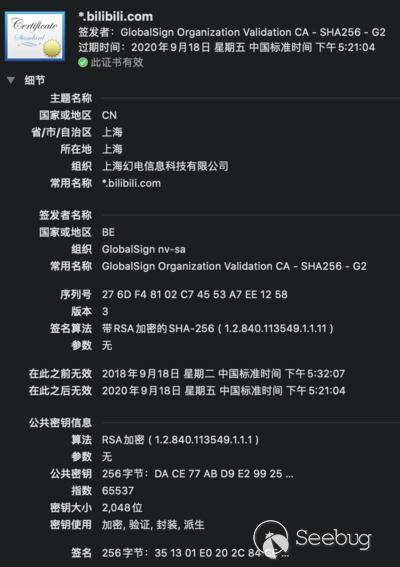 Certificate
Standard
*.bilibili.com
签发者：GlobalSign Organization Validation CA - SHA256 - G2
过期时间：2020年9月18日 星期五 中国标准时间 下午5:21:04
此证书有效
细节
主题名称
国家或地区 CN
省/市/自治区 上海
所在地 上海
组织 上海幻电信息科技有限公司
常用名称 *.bilibili.com
签发者名称
国家或地区 BE
组织 GlobalSign nv-sa
常用名称 GlobalSign Organization Validation CA - SHA256 - G2
序列号 27 6D F4 81 02 C7 45 53 A7 EE 12 58
版本 3
签名算法 带RSA加密的SHA-256 ( 1.2.840.113549.1.1.11 )
参数 无
在此之前无效 2018年9月18日 星期二 中国标准时间 下午5:32:07
在此之后无效 2020年9月18日 星期五 中国标准时间 下午5:21:04
公共密钥信息
算法 RSA加密 ( 1.2.840.113549.1.1.1 )
参数 无
公共密钥 256字节：DA CE 77 AB D9 E2 99 25 ...
指数 65537
密钥大小 2,048位
密钥使用 加密, 验证, 封装, 派生
签名 256字节：35 13 01 E0 20 2C 84 ...
Seebug